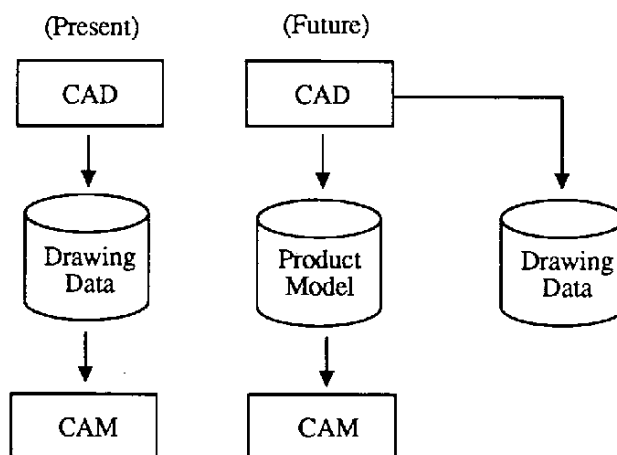 (Present)
(Future)
CAD
CAD
Drawing
Data
Product
Model
Drawing
Data
CAM
CAM